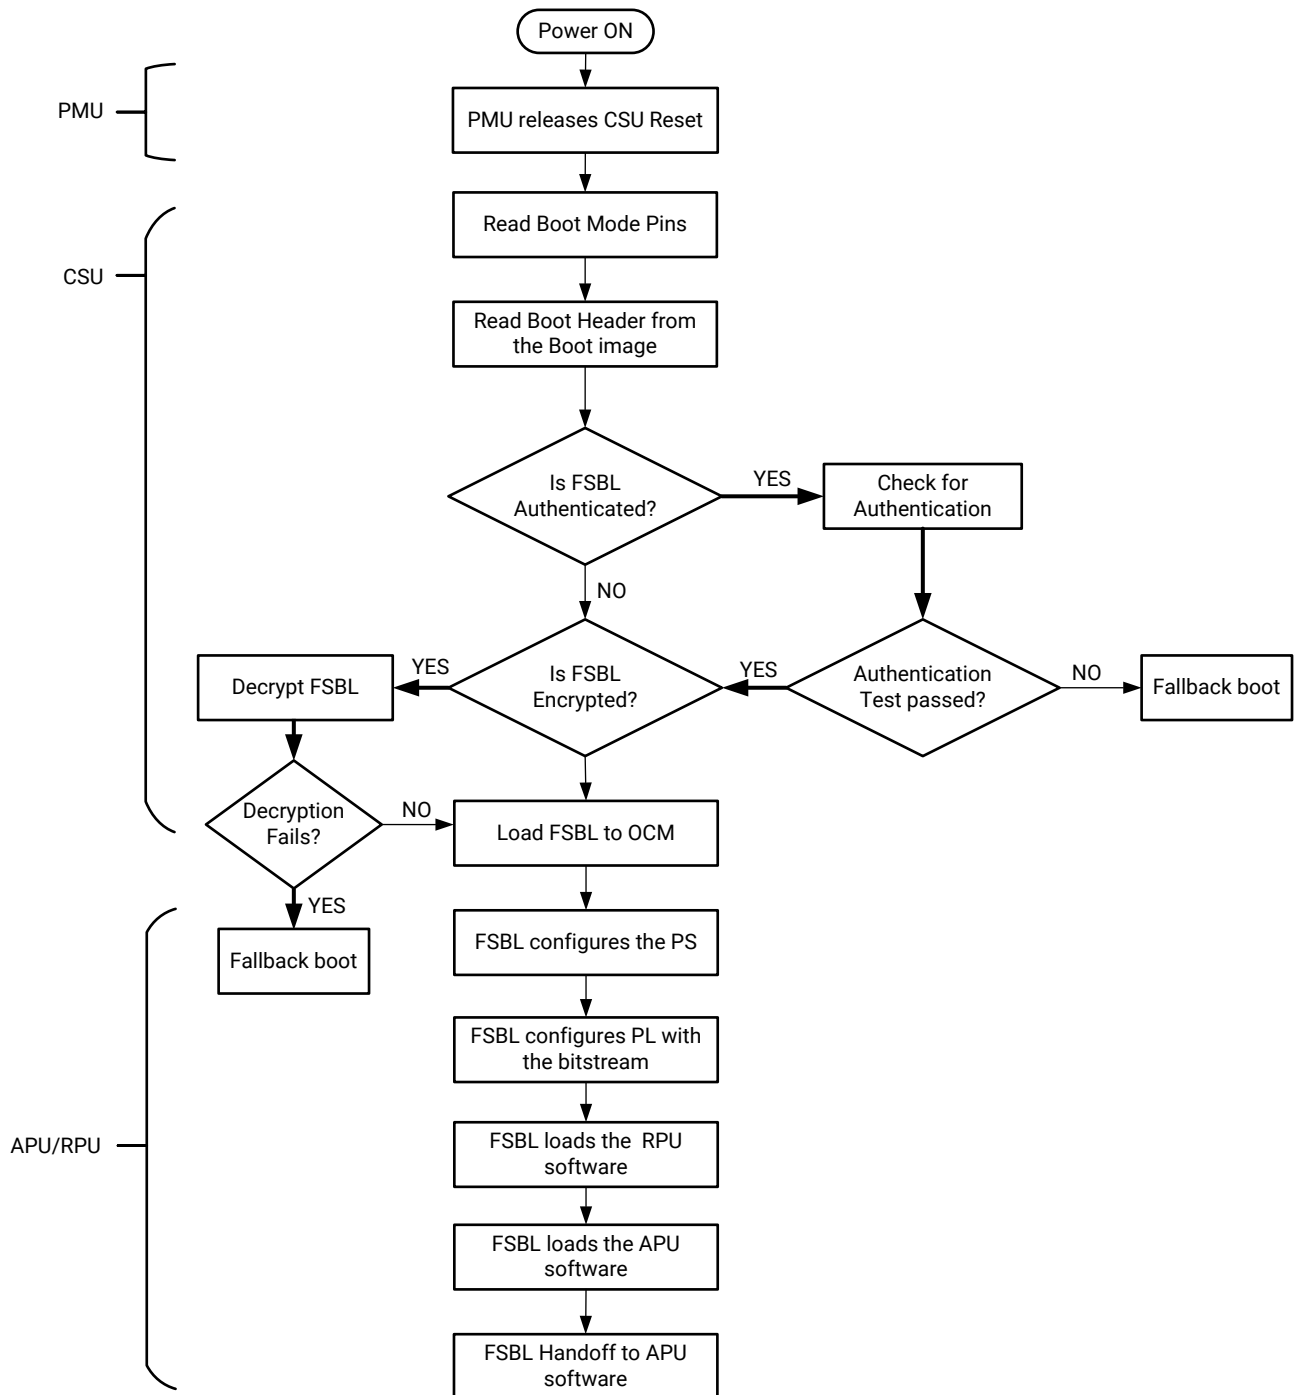 Power ON
PMU
PMU releases CSU Reset
Read Boot Mode Pins
CSU
Read Boot Header from
the Boot image
Is FSBL
Authenticated?
YES
Check for
Authentication
NO
Decrypt FSBL
YES
Is FSBL
Encrypted?
YES
Authentication
Test passed?
NO
Fallback boot
Decryption
Fails?
NO
Load FSBL to OCM
YES
Fallback boot
FSBL configures the PS
FSBL configures PL with
the bitstream
APU/RPU
FSBL loads the RPU
software
FSBL loads the APU
software
FSBL Handoff to APU
software